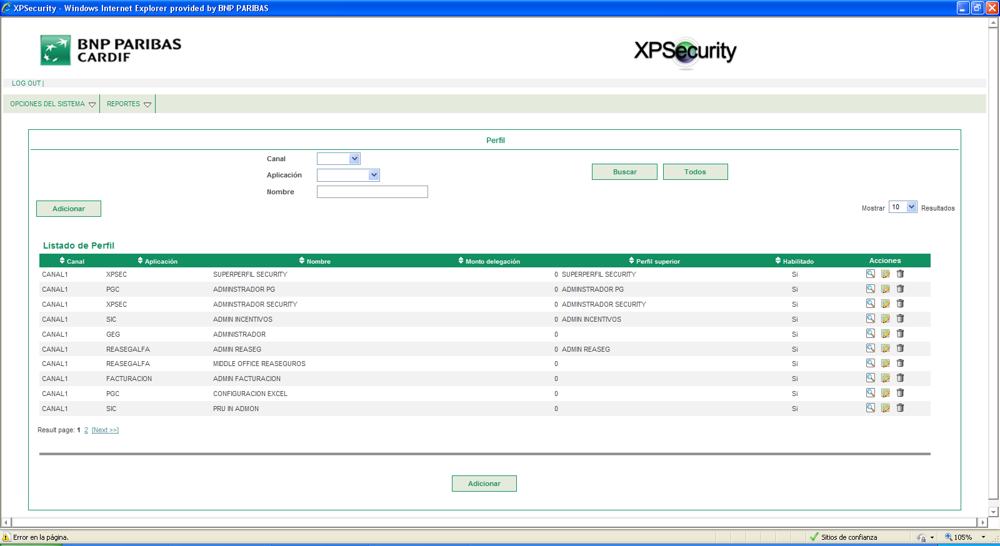 XPSecurity - Windows Internet Explorer provided by BNP PARIBAS
BNP PARIBAS
CARDIF
XPSecurity
LOG OUT |
OPCIONES DEL SISTEMA REPORTES
Perfil
Canal
Aplicación
Nombre
Buscar Todos
Adicionar
Mostrar 10 Resultados
Listado de Perfil
Canal Aplicación Nombre Monto delegación Perfil superior Habilitado Acciones
CANAL1 XPSEC SUPERPERFIL SECURITY 0 SUPERPERFIL SECURITY Si
CANAL1 PGC ADMINSTRADOR PG 0 ADMINSTRADOR PG Si
CANAL1 XPSEC ADMINSTRADOR SECURITY 0 ADMINSTRADOR SECURITY Si
CANAL1 SIC ADMIN INCENTIVOS 0 ADMIN INCENTIVOS Si
CANAL1 GEG ADMINISTRADOR 0 Si
CANAL1 REASEGALFA ADMIN REASEG 0 ADMIN REASEG Si
CANAL1 REASEGALFA MIDDLE OFFICE REASEGUROS 0 Si
CANAL1 FACTURACION ADMIN FACTURACION 0 Si
CANAL1 PGC CONFIGURACION EXCEL 0 Si
CANAL1 SIC PRU IN ADMON 0 Si
Result page: 1 2 [Next >>]
Adicionar
Error en la página. Sitios de confianza 105%